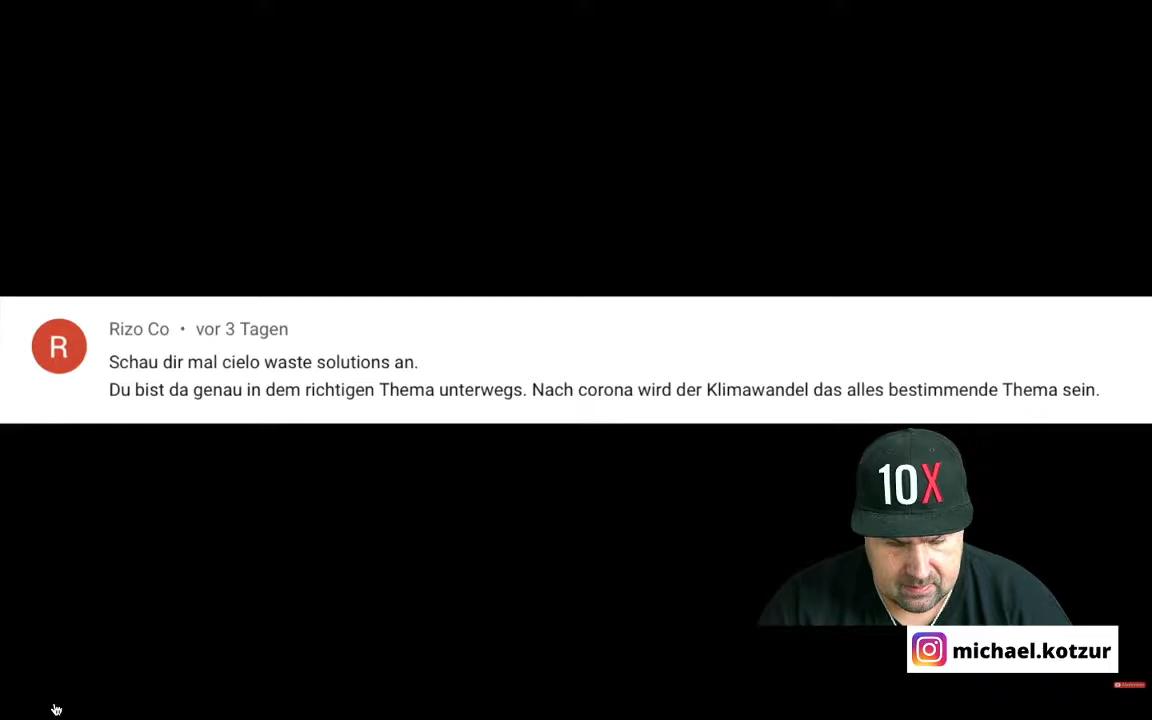 R
Rizo Co • vor 3 Tagen
Schau dir mal cielo waste solutions an.
Du bist da genau in dem richtigen Thema unterwegs. Nach corona wird der Klimawandel das alles bestimmende Thema sein.
10X
michael.kotzur